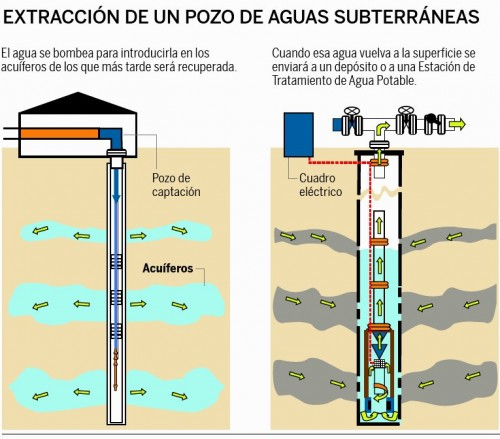 EXTRACCIÓN DE UN POZO DE AGUAS SUBTERRÁNEAS
El agua se bombea para introducirla en los
acuíferos de los que más tarde será recuperada.
Cuando esa agua vuelva a la superficie se
enviará a un depósito o a una Estación de
Tratamiento de Agua Potable.
Pozo de
captación
Acuíferos
Cuadro
eléctrico